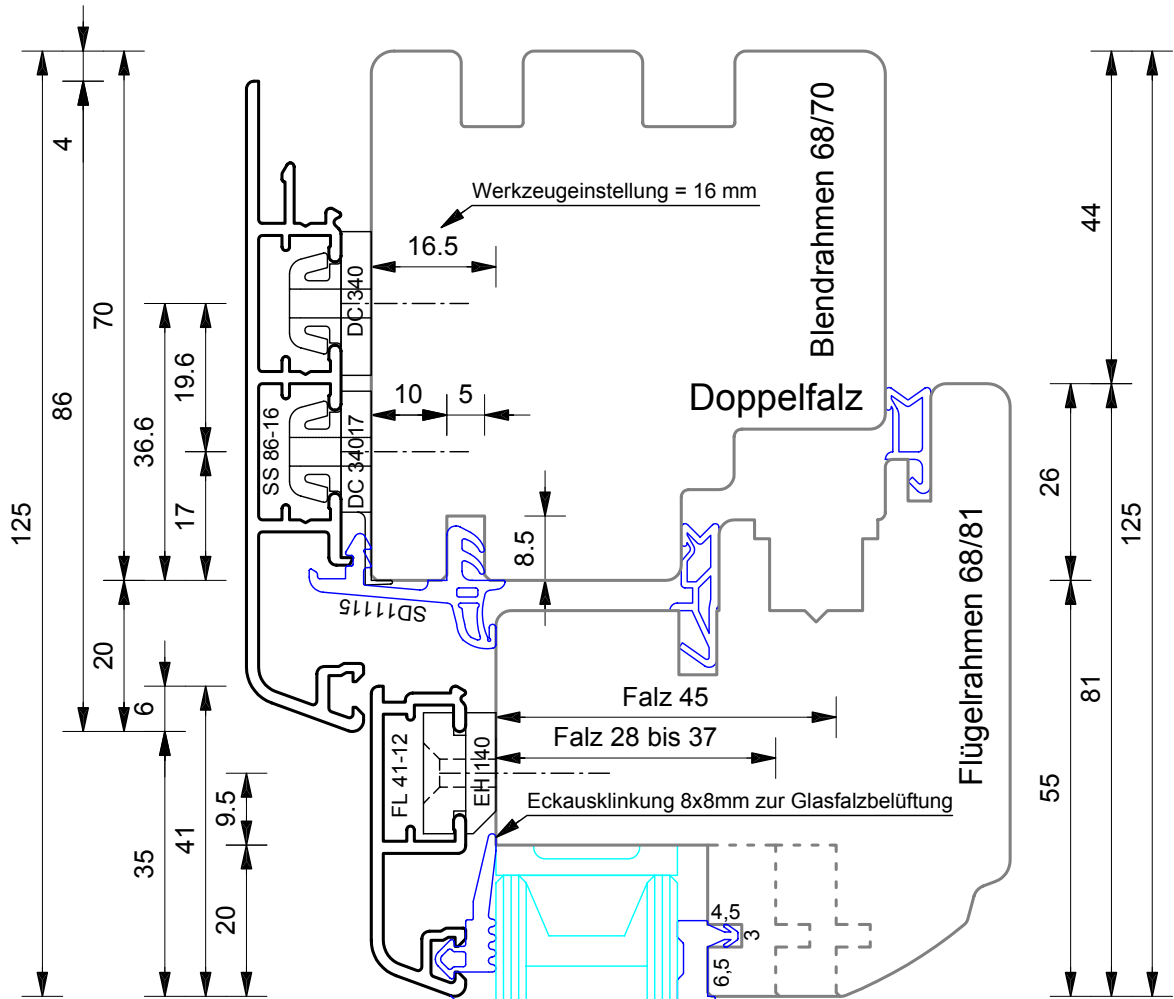 4
125
86
70
36.6
19.6
17
20
6
35
41
9.5
20
Werkzeugeinstellung = 16 mm
16.5
DC 340
DC 34017
SS 86-16
10
5
8.5
SD11115
Blendrahmen 68/70
Doppelfalz
Flügelrahmen 68/81
Falz 45
Falz 28 bis 37
FL 41-12
EH 140
Eckausklinkung 8x8mm zur Glasfalzbelüftung
4,5
3
6,5
44
26
125
81
55